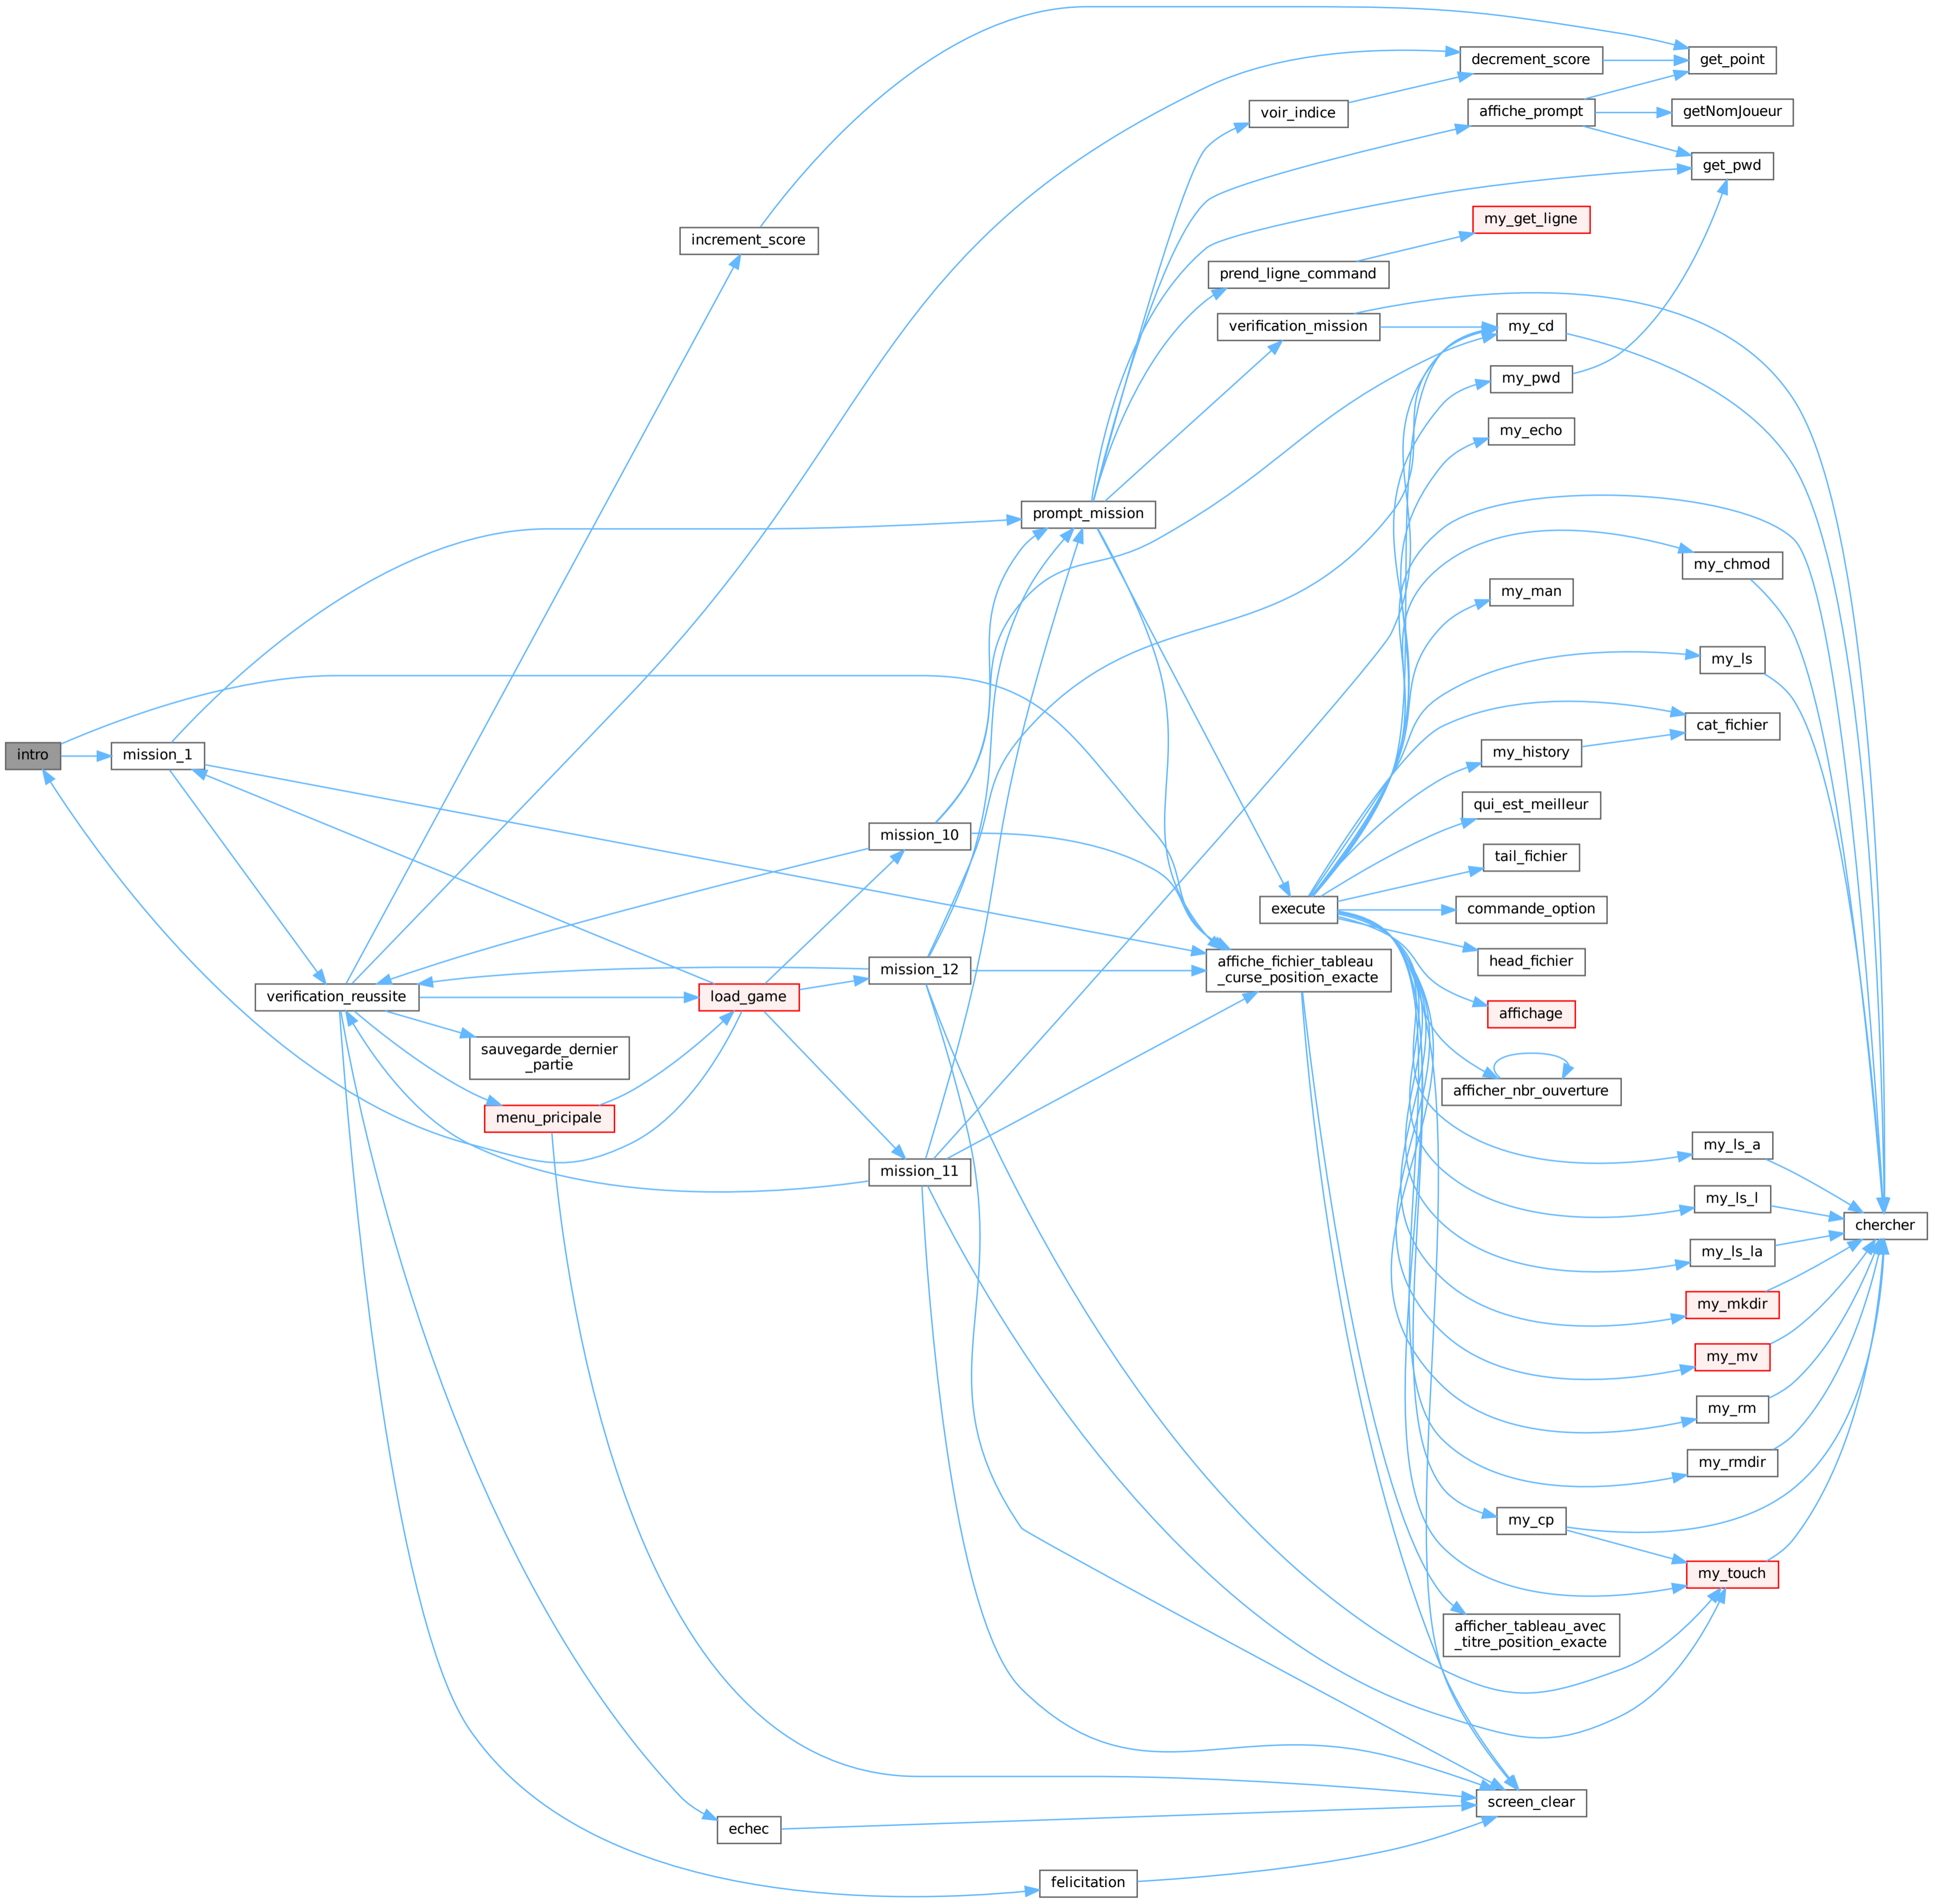 decrement_score
get_point
voir_indice
affiche_prompt
getNomJoueur
get_pwd
my_get_ligne
increment_score
prend_ligne_command
verification_mission
my_cd
my_pwd
my_echo
prompt_mission
my_chmod
my_man
my_ls
cat_fichier
intro
mission_1
my_history
qui_est_meilleur
mission_10
tail_fichier
execute
commande_option
head_fichier
mission_12
affiche_fichier_tableau
_curse_position_exacte
verification_reussite
load_game
affichage
sauvegarde_dernier
_partie
afficher_nbr_ouverture
menu_pricipale
my_ls_a
mission_11
my_ls_l
chercher
my_ls_la
my_mkdir
my_mv
my_rm
my_rmdir
my_cp
my_touch
afficher_tableau_avec
_titre_position_exacte
screen_clear
echec
felicitation